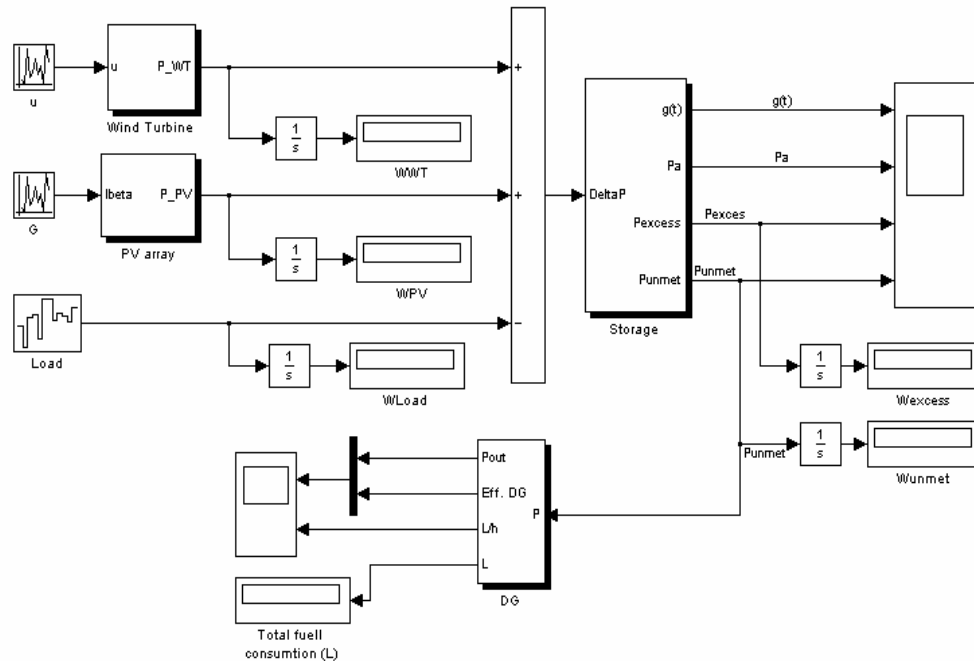 u
P_WT
+
u
Wind Turbine
1
s
WWT
g(t)
g(t)
Ibeta
P_PV
+
G
PV array
1
s
WPV
DeltaP
Pa
Pa
Pexcess
Pexces
Punmet
Punmet
Storage
Load
−
1
s
WLoad
1
s
Wexcess
Punmet
1
s
Wunmet
Pout
Eff. DG
P
L/h
L
DG
Total fuell
consumtion (L)